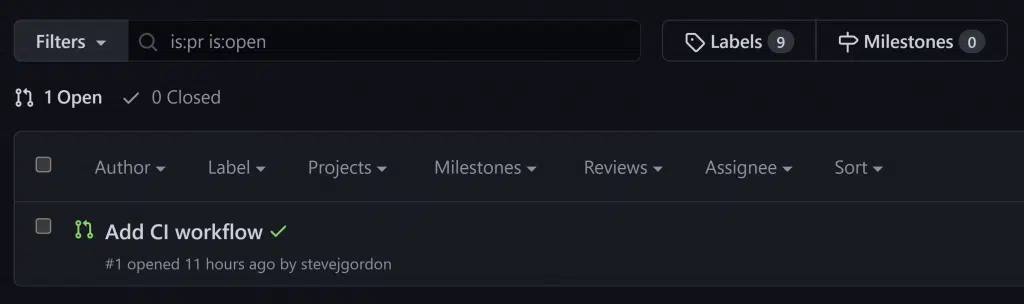 Filters is:pr is:open Labels 9 Milestones 0
1 Open 0 Closed
Author Label Projects Milestones Reviews Assignee Sort
Add CI workflow
#1 opened 11 hours ago by stevejgordon